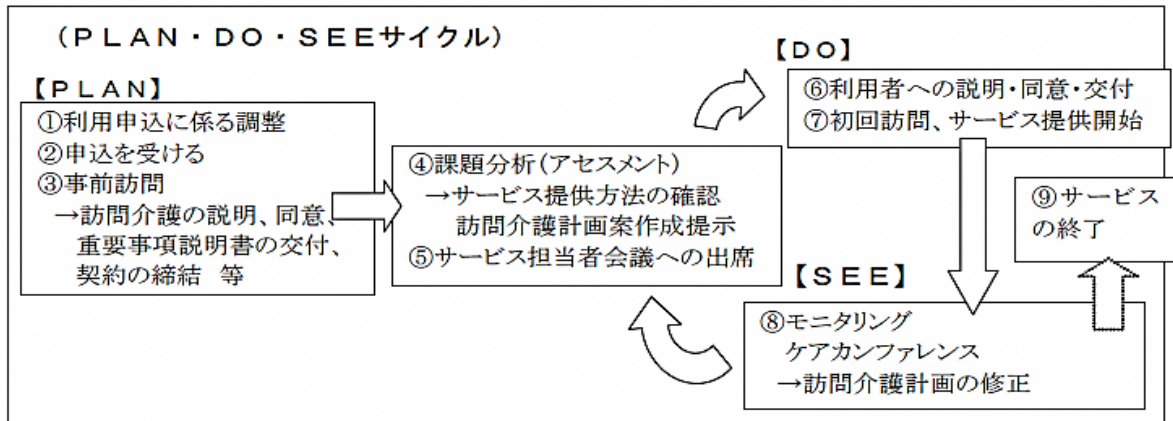 (PLAN・DO・SEEサイクル)
【PLAN】
①利用申込に係る調整
②申込を受ける
③事前訪問
→訪問介護の説明、同意、
重要事項説明書の交付、
契約の締結 等
④課題分析(アセスメント)
→サービス提供方法の確認
訪問介護計画案作成提示
⑤サービス担当者会議への出席
【DO】
⑥利用者への説明・同意・交付
⑦初回訪問、サービス提供開始
⑨サービス
の終了
【SEE】
⑧モニタリング
ケアカンファレンス
→訪問介護計画の修正